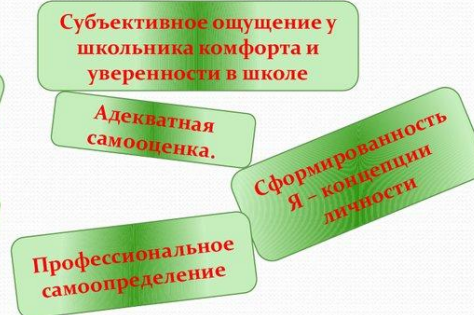 Субъективное ощущение у
школьника комфорта и
уверенности в школе
Адекватная
самооценка.
Сформированность
Я – концепции
личности
Профессиональное
самоопределение